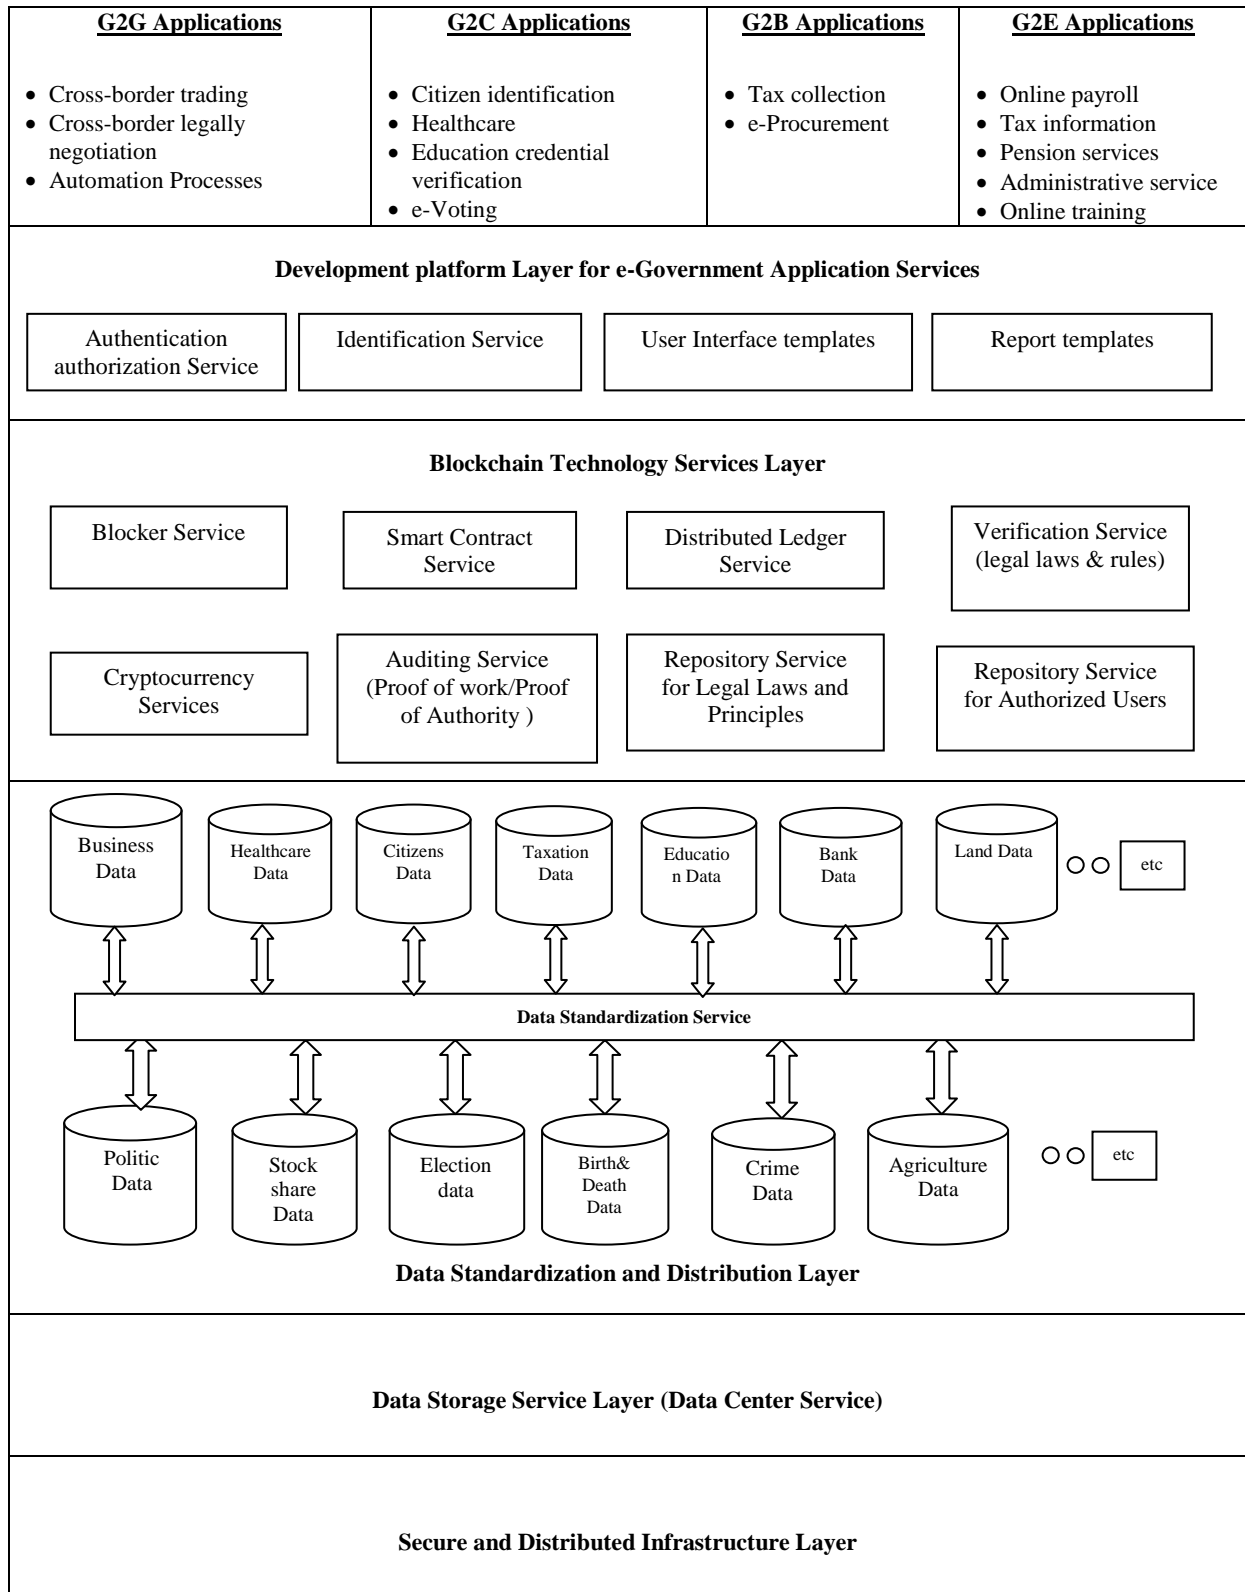 G2G Applications
• Cross-border trading
• Cross-border legally
negotiation
• Automation Processes
G2C Applications
• Citizen identification
• Healthcare
• Education credential
verification
• e-Voting
G2B Applications
• Tax collection
• e-Procurement
G2E Applications
• Online payroll
• Tax information
• Pension services
• Administrative service
• Online training
Development platform Layer for e-Government Application Services
Authentication
authorization Service
Identification Service
User Interface templates
Report templates
Blockchain Technology Services Layer
Blocker Service
Smart Contract
Service
Distributed Ledger
Service
Verification Service
(legal laws & rules)
Cryptocurrency
Services
Auditing Service
(Proof of work/Proof
of Authority )
Repository Service
for Legal Laws and
Principles
Repository Service
for Authorized Users
Business
Data
Healthcare
Data
Citizens
Data
Taxation
Data
Educatio
n Data
Bank
Data
Land Data
etc
Data Standardization Service
Politic
Data
Stock
share
Data
Election
data
Birth&
Death
Data
Crime
Data
Agriculture
Data
etc
Data Standardization and Distribution Layer
Data Storage Service Layer (Data Center Service)
Secure and Distributed Infrastructure Layer